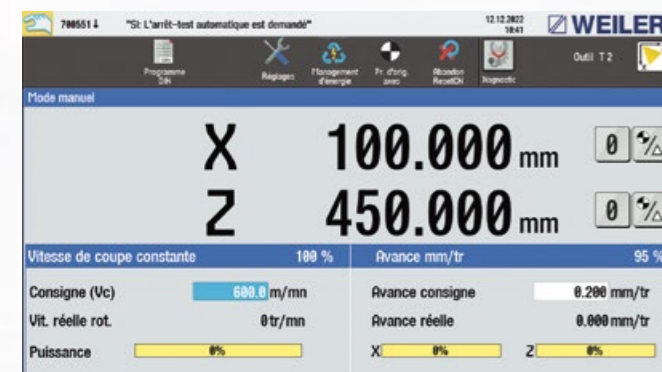 700551 "SI: L'arrêt-test automatique est demandé" 12.12.2022 10:41 WEILER
Programme DIN Réglages Management d'énergie Pr. d'orig. axes Abandon ResetCN Diagnostic Outil T 2
Mode manuel
X 100.000 mm 0
Z 450.000 mm 0
Vitesse de coupe constante 100 % Avance mm/tr 95 %
Consigne (Vc) 600.0 m/mn Avance consigne 0.200 mm/tr
Vit. réelle rot. 0 tr/mn Avance réelle 0.000 mm/tr
Puissance 0% X 0% Z 0%